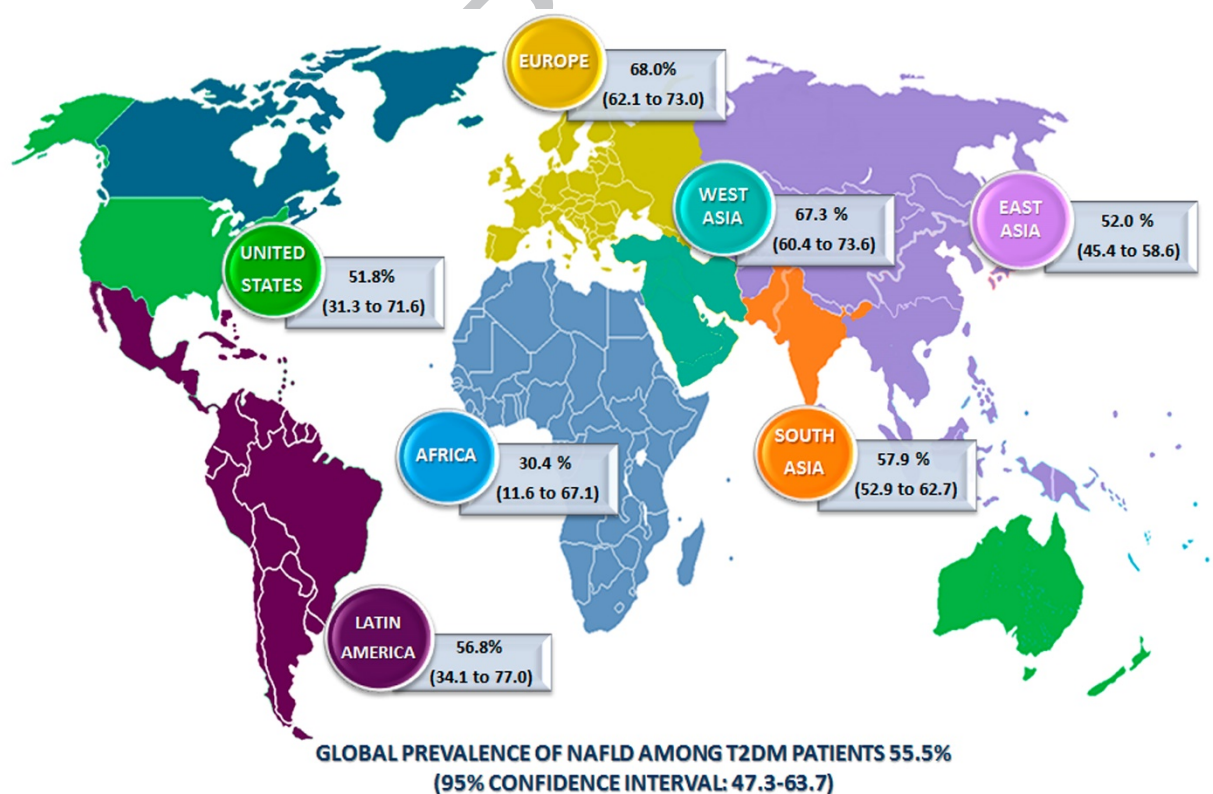 EUROPE
68.0%
(62.1 to 73.0)
WEST
ASIA
67.3 %
(60.4 to 73.6)
EAST
ASIA
52.0 %
(45.4 to 58.6)
UNITED
STATES
51.8%
(31.3 to 71.6)
AFRICA
30.4 %
(11.6 to 67.1)
SOUTH
ASIA
57.9 %
(52.9 to 62.7)
LATIN
AMERICA
56.8%
(34.1 to 77.0)
GLOBAL PREVALENCE OF NAFLD AMONG T2DM PATIENTS 55.5%
(95% CONFIDENCE INTERVAL: 47.3-63.7)